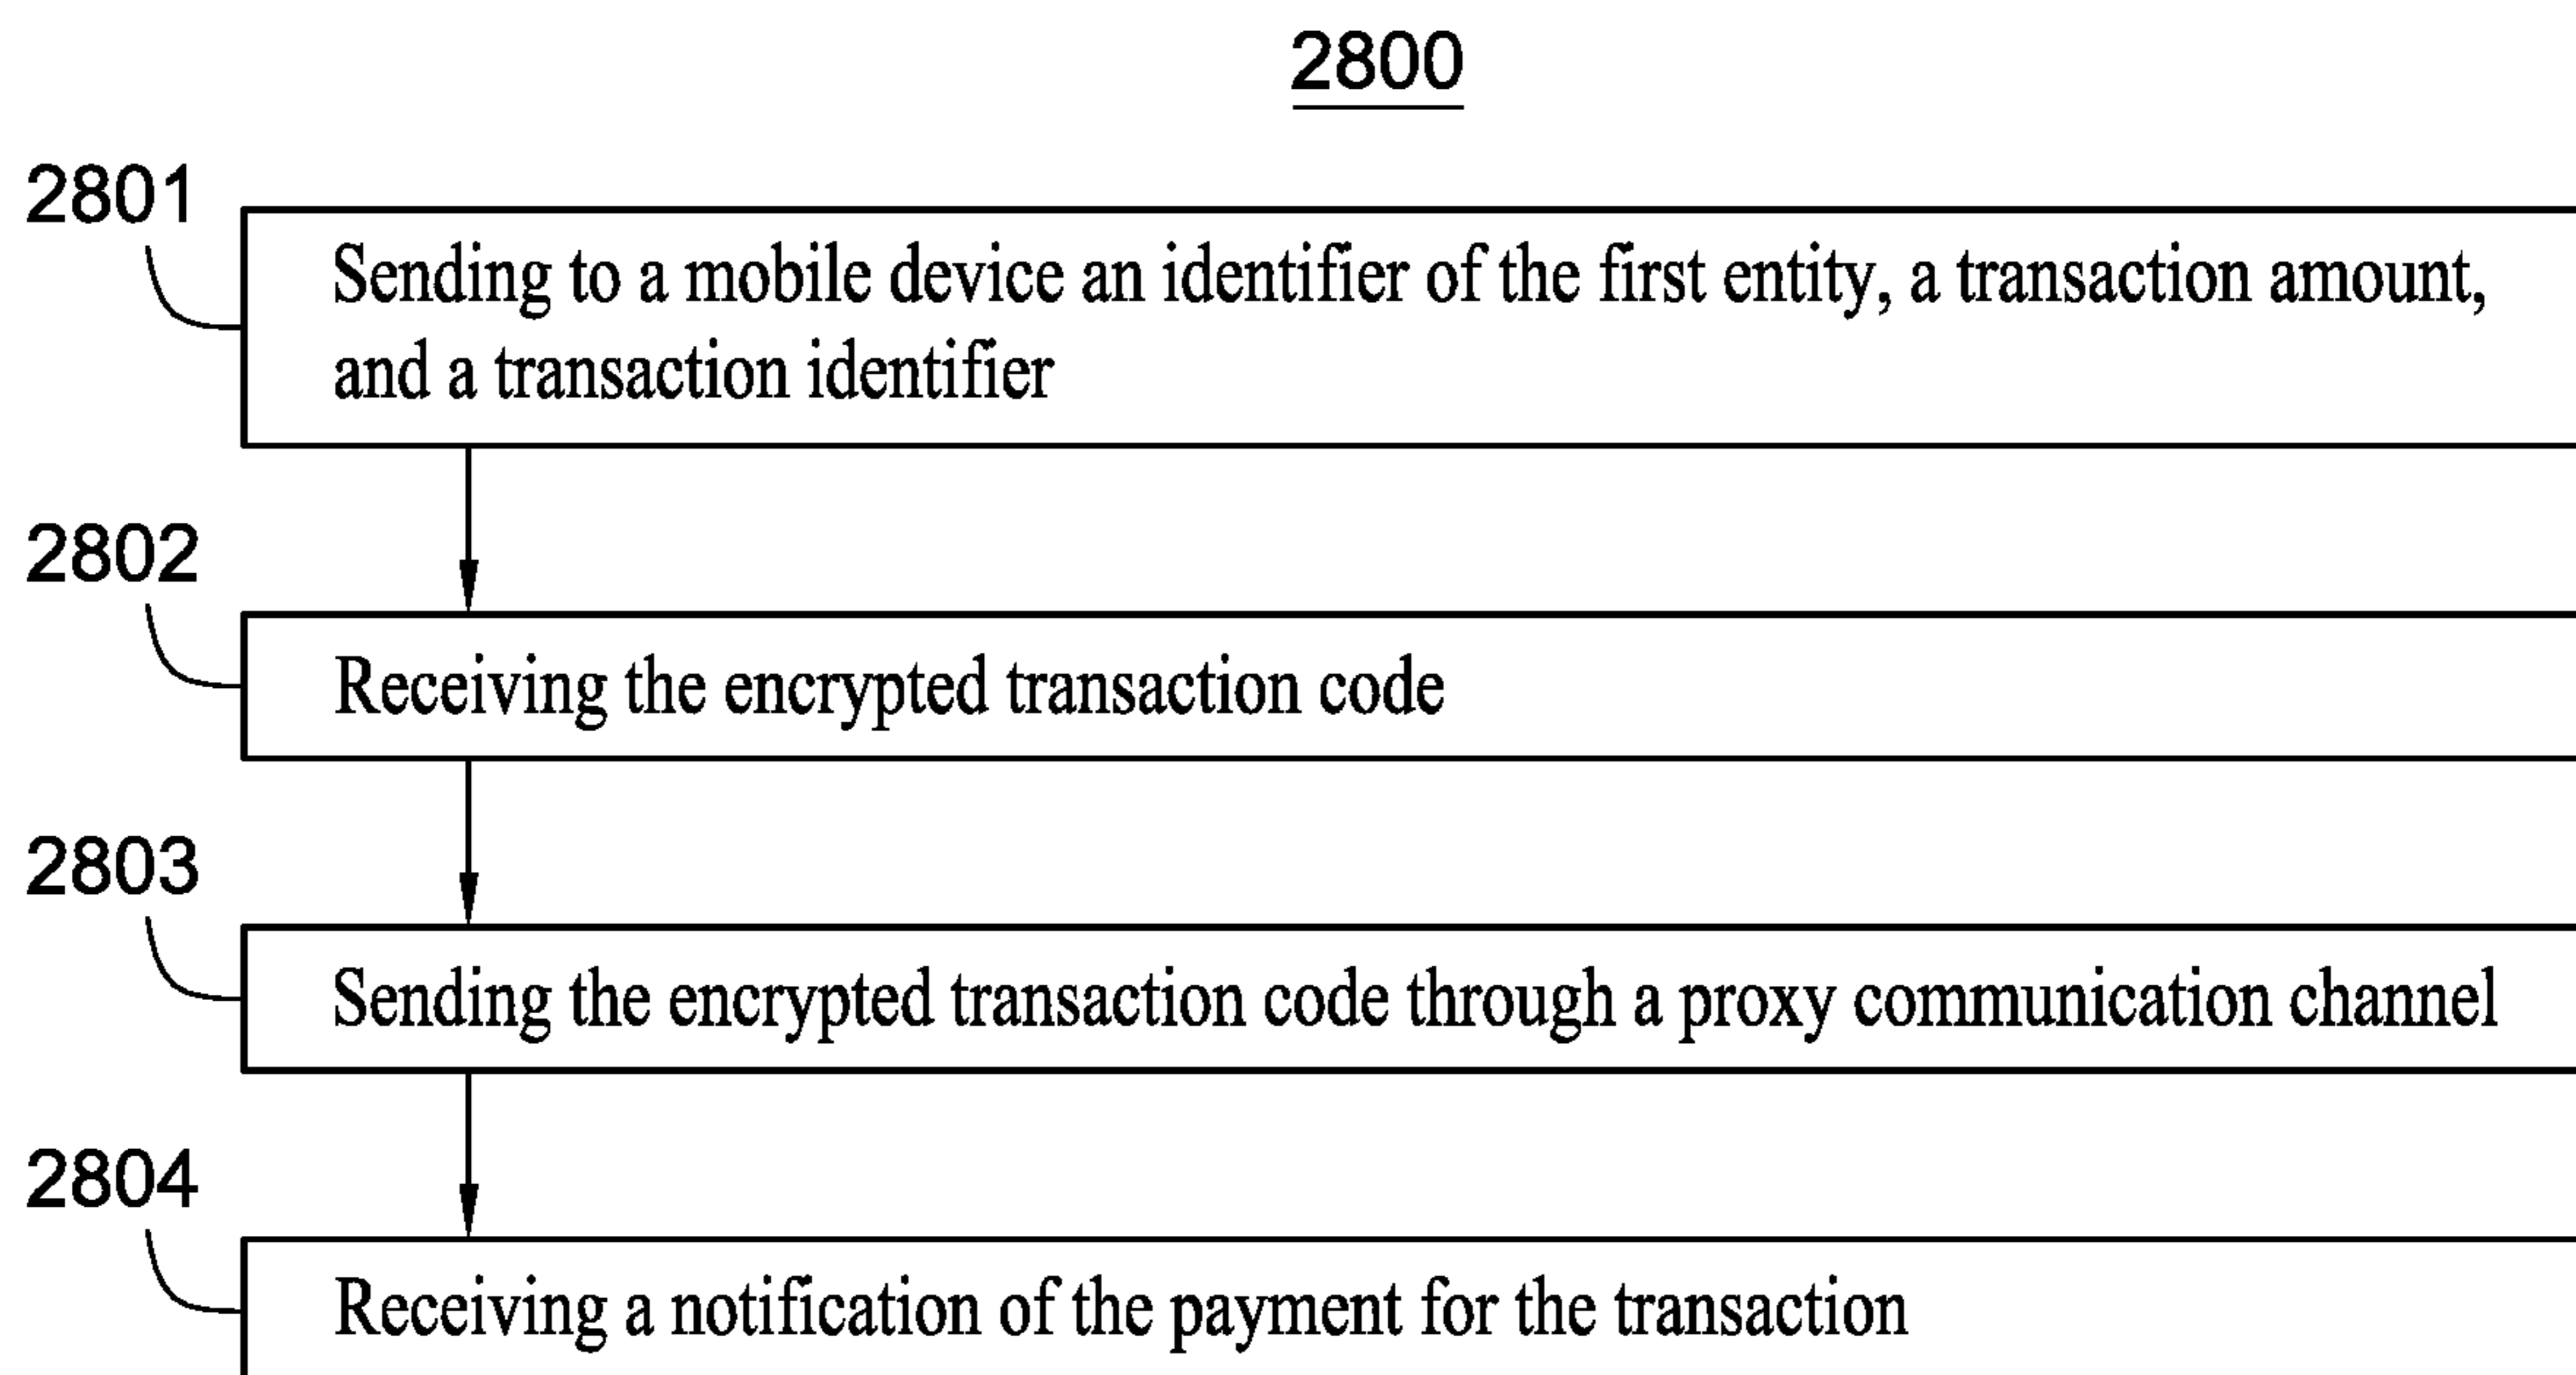 2800
2801
Sending to a mobile device an identifier of the first entity, a transaction amount,
and a transaction identifier
2802
Receiving the encrypted transaction code
2803
Sending the encrypted transaction code through a proxy communication channel
2804
Receiving a notification of the payment for the transaction